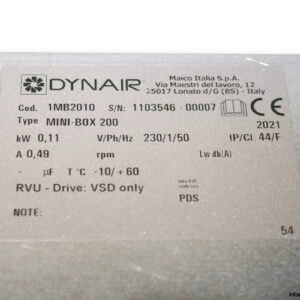 DYNAIR
Maico Italia S.p.A.
Via Maestri del lavoro, 12
25017 Lonato d/G (BS) - Italy
Cod. 1MB2010 S/N: 1103546 - 00007
Type MINI-BOX 200 2021
kW 0,11 V/Ph/Hz 230/1/50 IP/Cl 44/F
A 0,49 rpm Lw db(A)
- µF T°C -10/+60
RVU - Drive: VSD only PDS
NOTE:
54